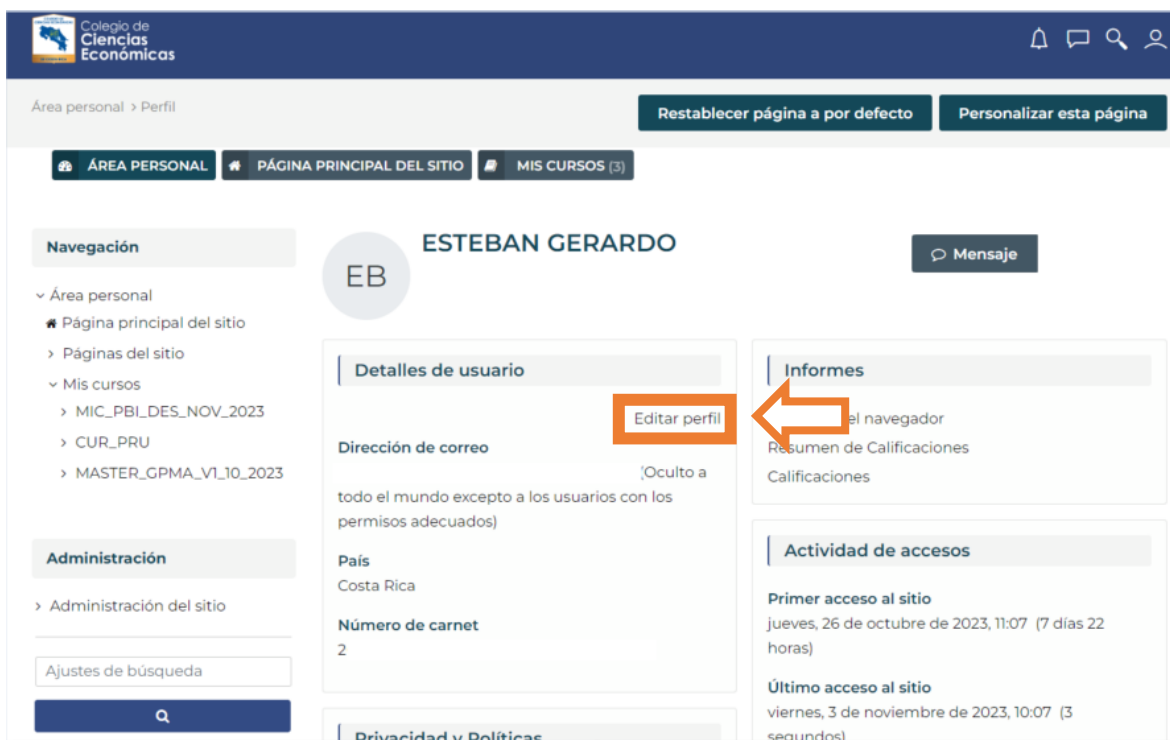 Colegio de
Ciencias
Económicas
Área personal > Perfil
Restablecer página a por defecto
Personalizar esta página
ÁREA PERSONAL
PÁGINA PRINCIPAL DEL SITIO
MIS CURSOS (3)
Navegación
Área personal
Página principal del sitio
Páginas del sitio
Mis cursos
MIC_PBI_DES_NOV_2023
CUR_PRU
MASTER_GPMA_V1_10_2023
Administración
Administración del sitio
Ajustes de búsqueda
EB
ESTEBAN GERARDO
Mensaje
Detalles de usuario
Editar perfil
Dirección de correo
(Oculto a
todo el mundo excepto a los usuarios con los
permisos adecuados)
País
Costa Rica
Número de carnet
2
Privacidad y Políticas
Informes
el navegador
Resumen de Calificaciones
Calificaciones
Actividad de accesos
Primer acceso al sitio
jueves, 26 de octubre de 2023, 11:07 (7 días 22
horas)
Último acceso al sitio
viernes, 3 de noviembre de 2023, 10:07 (3
segundos)